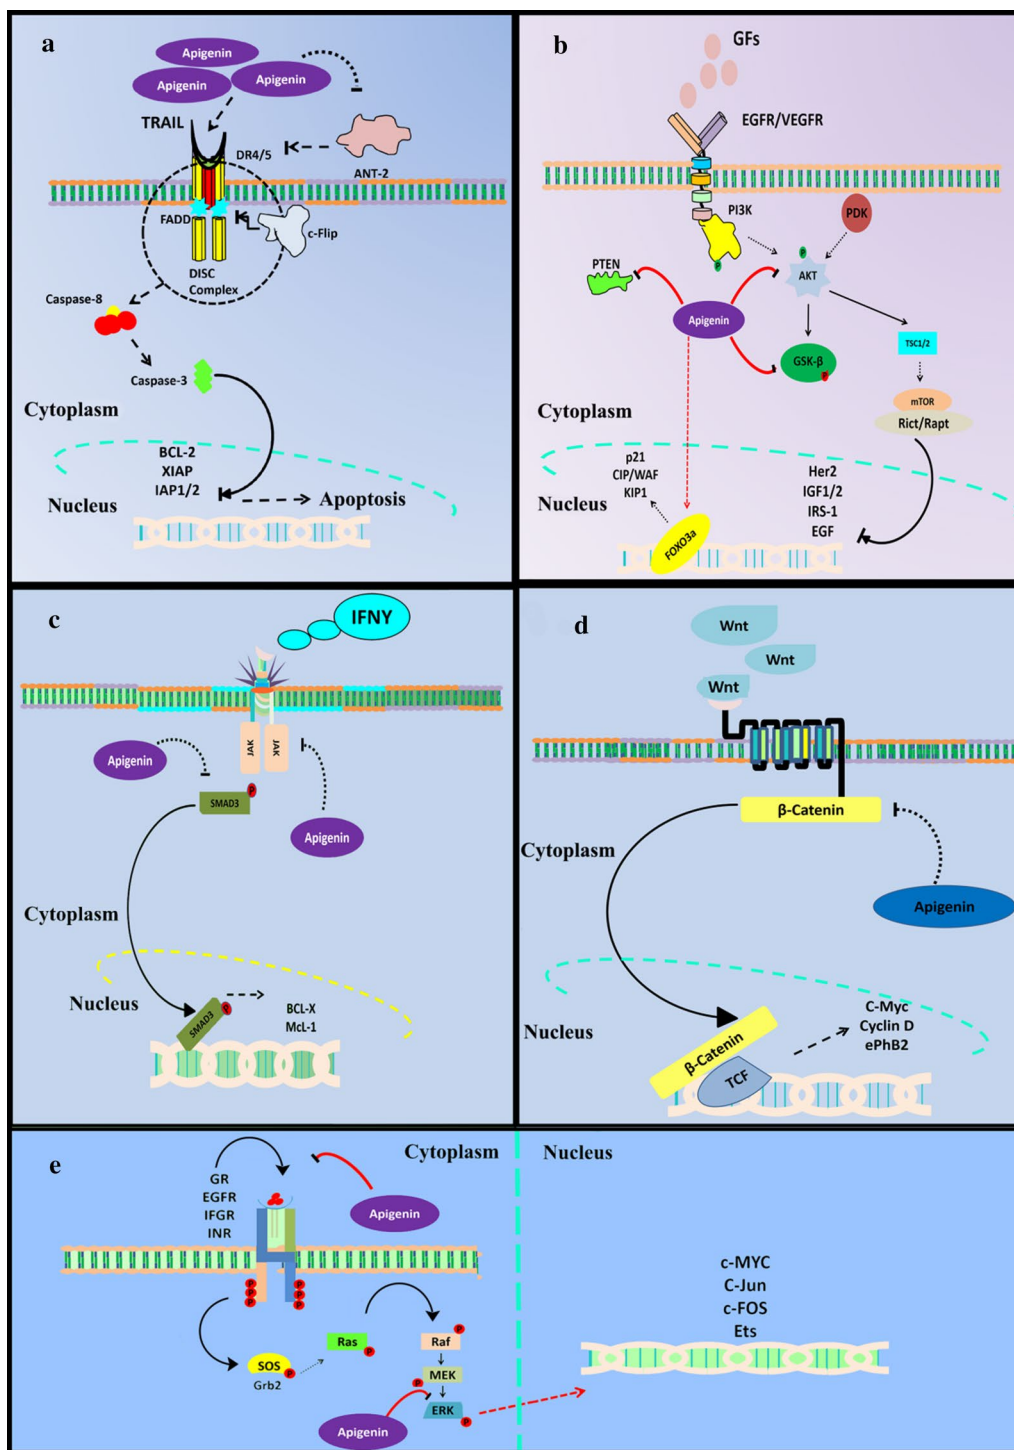 a
Apigenin
Apigenin
Apigenin
TRAIL
DR4/5
ANT-2
FADD
c-Flip
DISC
Complex
Caspase-8
Caspase-3
Cytoplasm
BCL-2
XIAP
IAP1/2
Nucleus
Apoptosis
b
GFs
EGFR/VEGFR
PI3K
PDK
P
P
PTEN
AKT
Apigenin
TSC1/2
GSK-β
P
mTOR
Rict/Rapt
Cytoplasm
p21
CIP/WAF
KIP1
Her2
IGF1/2
IRS-1
EGF
Nucleus
FOXO3a
c
IFNY
JAK
JAK
Apigenin
P
SMAD3
Apigenin
Cytoplasm
Nucleus
P
SMAD3
BCL-X
McL-1
d
Wnt
Wnt
Wnt
β-Catenin
Cytoplasm
Apigenin
Nucleus
C-Myc
Cyclin D
ePhB2
β-Catenin
TCF
e
Cytoplasm
Nucleus
GR
EGFR
IFGR
INR
Apigenin
P
P
P
P
P
P
SOS
P
Grb2
Ras
P
P
Raf
P
MEK
ERK
P
Apigenin
c-MYC
C-Jun
c-FOS
Ets